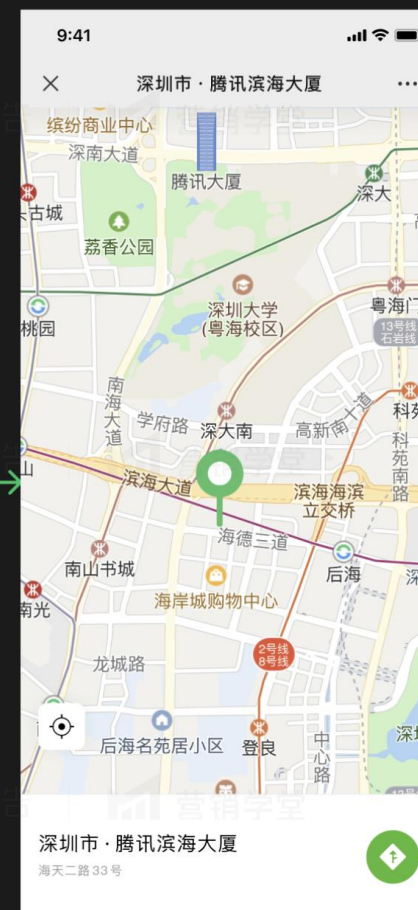 9:41
深圳市 · 腾讯滨海大厦
缤纷商业中心
深南大道
腾讯大厦
深大
古城
荔香公园
深圳大学
(粤海校区)
粤海门
13号线
石岩线
桃园
南海大道
学府路
深大南
高新南十道
科苑
科苑南路
山
滨海大道
滨海海滨
立交桥
海德三道
南山书城
后海
深
海岸城购物中心
南光
2号线
8号线
龙城路
后海名苑居小区
登良
中心路
深圳
营销学堂
深圳市 · 腾讯滨海大厦
海天二路33号